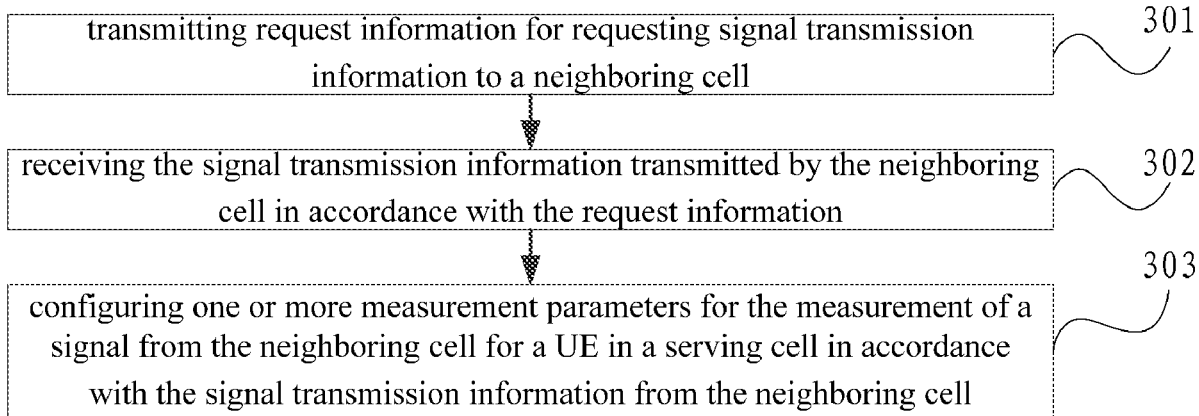 transmitting request information for requesting signal transmission
information to a neighboring cell
301
receiving the signal transmission information transmitted by the neighboring
cell in accordance with the request information
302
configuring one or more measurement parameters for the measurement of a
signal from the neighboring cell for a UE in a serving cell in accordance
with the signal transmission information from the neighboring cell
303